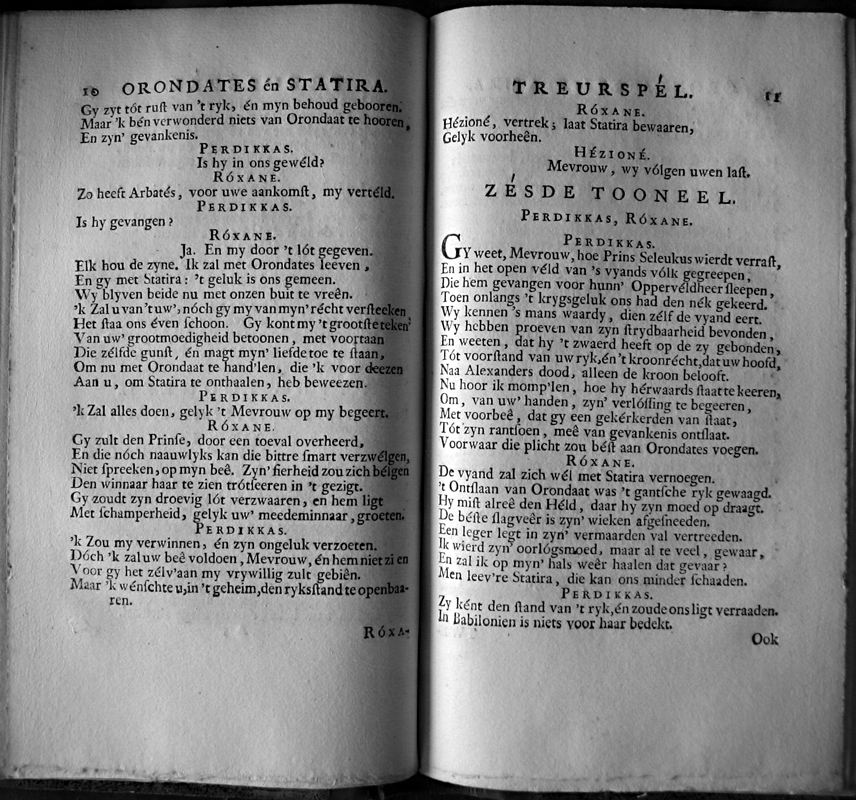 10 ORONDATES én STATIRA.
Gy zyt tót ruſt van 't ryk, én myn behoud gebooren.
Maar 'k bén verwonderd niets van Orondaat te hooren,
En zyn' gevankenis.
PERDIKKAS.
Is hy in ons gewéld?
RÓXANE.
Zo heeft Arbatés, voor uwe aankomſt, my vertéld.
PERDIKKAS.
Is hy gevangen?
RÓXANE.
Ja. En my door 't lót gegeven.
Elk hou de zyne. Ik zal met Orondates leeven,
En gy met Statira: 't geluk is ons gemeen.
Wy blyven beide nu met onzen buit te vreên.
'k Zal u van 't uw', nóch gy my van myn' récht verſteeken
Het ſtaa ons éven ſchoon. Gy kont my 't grootſte teken
Van uw' grootmoedigheid betoonen, met voortaan
Die zélfde gunſt, én magt myn' liefde toe te ſtaan,
Om nu met Orondaat te hand'len, die 'k voor deezen
Aan u, om Statira te onthaalen, heb beweezen.
PERDIKKAS.
'k Zal alles doen, gelyk 't Mevrouw op my begeert.
RÓXANE.
Gy zult den Prinſe, door een toeval overheerd,
En die nóch naauwlyks kan die bittre ſmart verzwélgen,
Niet ſpreeken, op myn beê. Zyn' fierheid zou zich bélgen
Den winnaar haar te zien trótſeeren in 't gezigt.
Gy zoudt zyn droevig lót verzwaaren, en hem ligt
Met ſchamperheid, gelyk uw' meedeminnaar, groeten.
PERDIKKAS.
'k Zou my verwinnen, én zyn ongeluk verzoeten.
Dóch 'k zal uw beê voldoen, Mevrouw, én hem niet zien
Voor gy het zélv' aan my vrywillig zult gebiên.
Maar 'k wénſchte u, in 't geheim, den ryksſtand te openbaa-
ren.
RÓXA-
TREURSPÉL. 11
RÓXANE.
Hézioné, vertrek; laat Statira bewaaren,
Gelyk voorheên.
HÉZIONÉ.
Mevrouw, wy vólgen uwen laſt.
ZÉSDE TOONEEL.
PERDIKKAS, RÓXANE.
PERDIKKAS.
GY weet, Mevrouw, hoe Prins Seleukus wierdt verraſt,
En in het open véld van 's vyands vólk gegreepen,
Die hem gevangen voor hunn' Oppervéldheer ſleepen,
Toen onlangs 't krygsgeluk ons had den nék gekeerd.
Wy kennen 's mans waardy, dien zélf de vyand eert.
Wy hebben proeven van zyn ſtrydbaarheid bevonden,
En weeten, dat hy 't zwaerd heeft op de zy gebonden,
Tót voorſtand van uw ryk, én 't kroonrécht, dat uw hoofd,
Naa Alexanders dood, alleen de kroon belooft.
Nu hoor ik momp'len, hoe hy hérwaards ſtaat te keeren,
Om, van uw' handen, zyn' verlóſſing te begeeren,
Met voorbeê, dat gy een gekérkerden van ſtaat,
Tót zyn rantſoen, meê van gevankenis ontſlaat.
Voorwaar die plicht zou béſt aan Orondates voegen.
RÓXANE.
De vyand zal zich wél met Statira vernoegen.
't Ontſlaan van Orondaat was 't gantſche ryk gewaagd.
Hy miſt alreê den Héld, daar hy zyn moed op draagt.
De béſte ſlagveêr is zyn' wieken afgeſneeden.
Een leger legt in zyn' vermaarden val vertreeden.
Ik wierd zyn' oorlógsmoed, maar al te veel, gewaar,
En zal ik op myn' hals weêr haalen dat gevaar?
Men leev're Statira, die kan ons minder ſchaaden.
PERDIKKAS.
Zy ként den ſtand van 't ryk, én zoude ons ligt verraaden.
In Babilonien is niets voor haar bedekt.
Ook